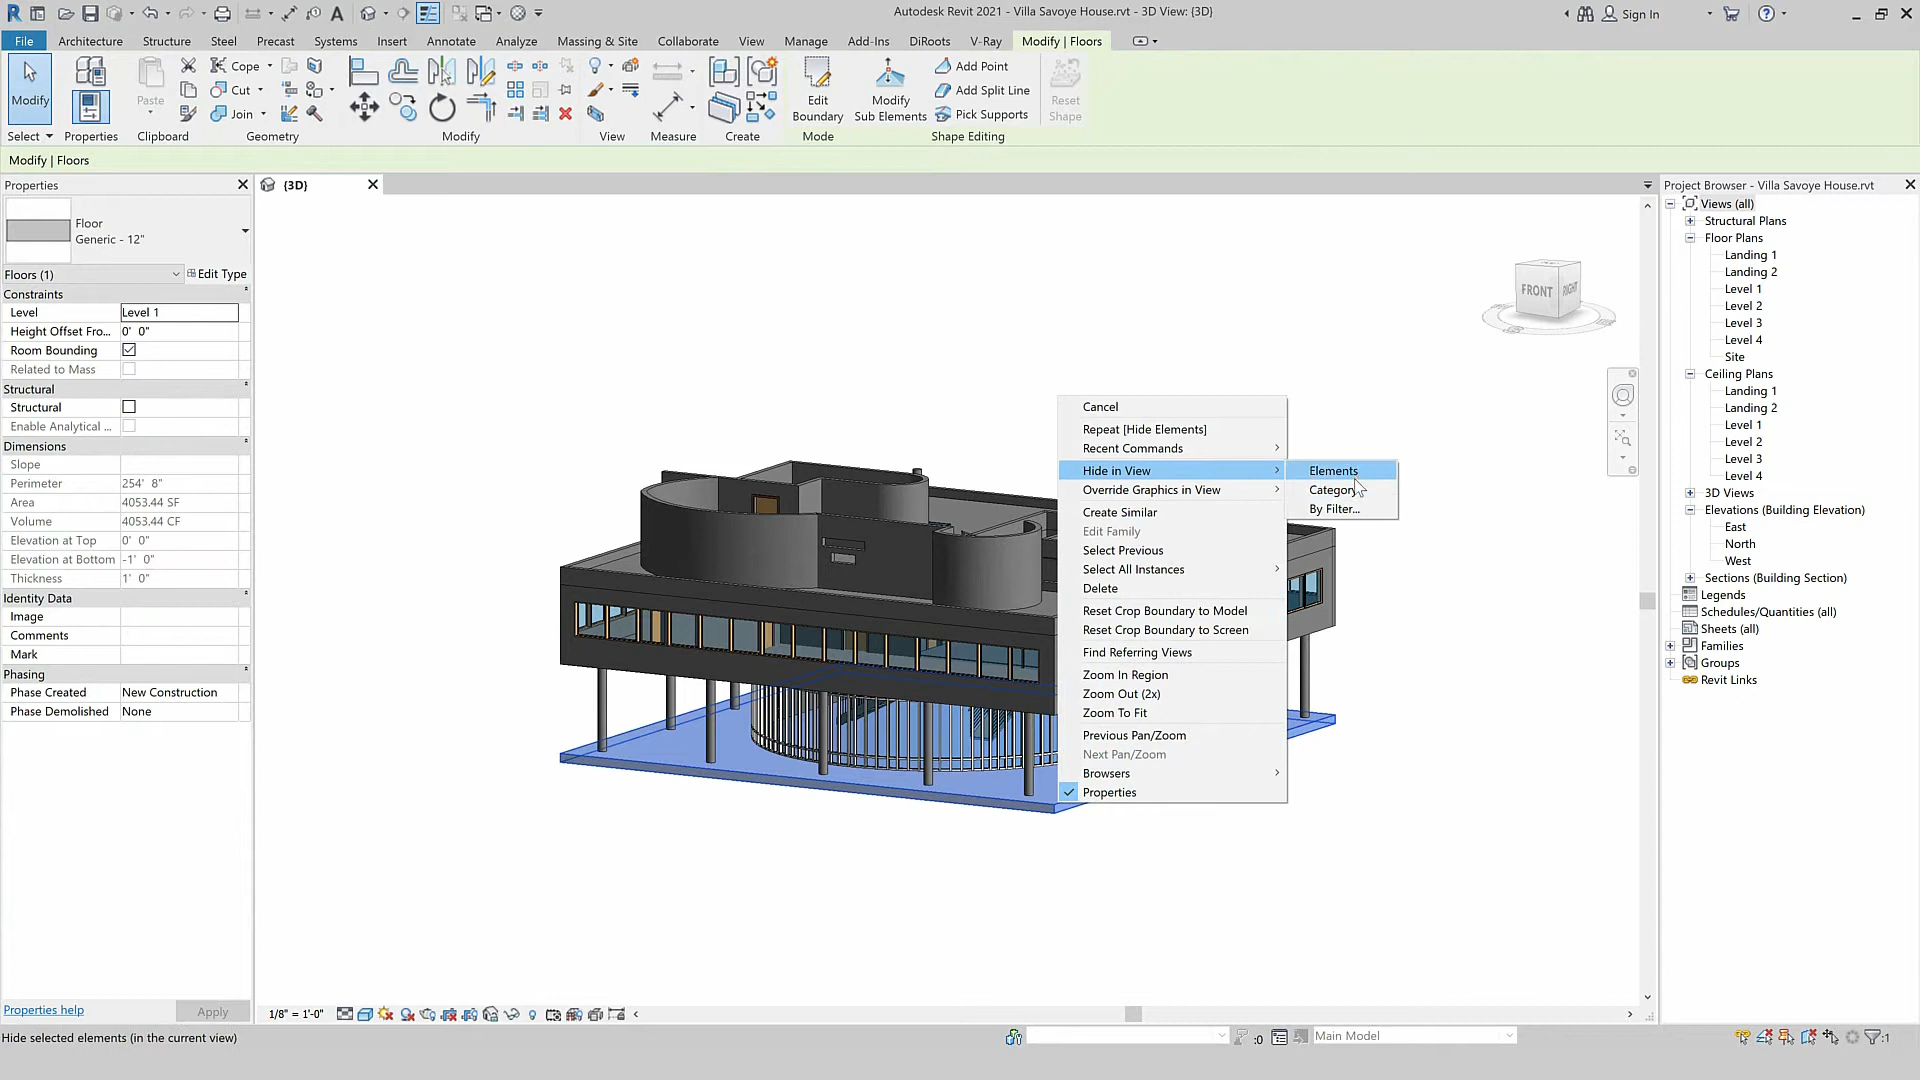 Autodesk Revit 2021 - Villa Savoye House.rvt - 3D View: {3D}
Sign In
File
Architecture
Structure
Steel
Precast
Systems
Insert
Annotate
Analyze
Massing & Site
Collaborate
View
Manage
Add-Ins
DiRoots
V-Ray
Modify | Floors
Modify
Paste
Cope
Cut
Join
Edit
Boundary
Modify
Sub Elements
Add Point
Add Split Line
Pick Supports
Reset
Shape
Select
Properties
Clipboard
Geometry
Modify
View
Measure
Create
Mode
Shape Editing
Modify | Floors
Properties
Floor
Generic - 12"
Floors (1)
Edit Type
Constraints
Level
Level 1
Height Offset Fro...
0' 0"
Room Bounding
Related to Mass
Structural
Structural
Enable Analytical ...
Dimensions
Slope
Perimeter
254' 8"
Area
4053.44 SF
Volume
4053.44 CF
Elevation at Top
0' 0"
Elevation at Bottom
-1' 0"
Thickness
1' 0"
Identity Data
Image
Comments
Mark
Phasing
Phase Created
New Construction
Phase Demolished
None
Properties help
Apply
{3D}
FRONT
RIGHT
Cancel
Repeat [Hide Elements]
Recent Commands
Hide in View
Override Graphics in View
Create Similar
Edit Family
Select Previous
Select All Instances
Delete
Reset Crop Boundary to Model
Reset Crop Boundary to Screen
Find Referring Views
Zoom In Region
Zoom Out (2x)
Zoom To Fit
Previous Pan/Zoom
Next Pan/Zoom
Browsers
Properties
Elements
Category
By Filter...
Project Browser - Villa Savoye House.rvt
Views (all)
Structural Plans
Floor Plans
Landing 1
Landing 2
Level 1
Level 2
Level 3
Level 4
Site
Ceiling Plans
Landing 1
Landing 2
Level 1
Level 2
Level 3
Level 4
3D Views
Elevations (Building Elevation)
East
North
West
Sections (Building Section)
Legends
Schedules/Quantities (all)
Sheets (all)
Families
Groups
Revit Links
1/8" = 1'-0"
Hide selected elements (in the current view)
:0
Main Model
:1